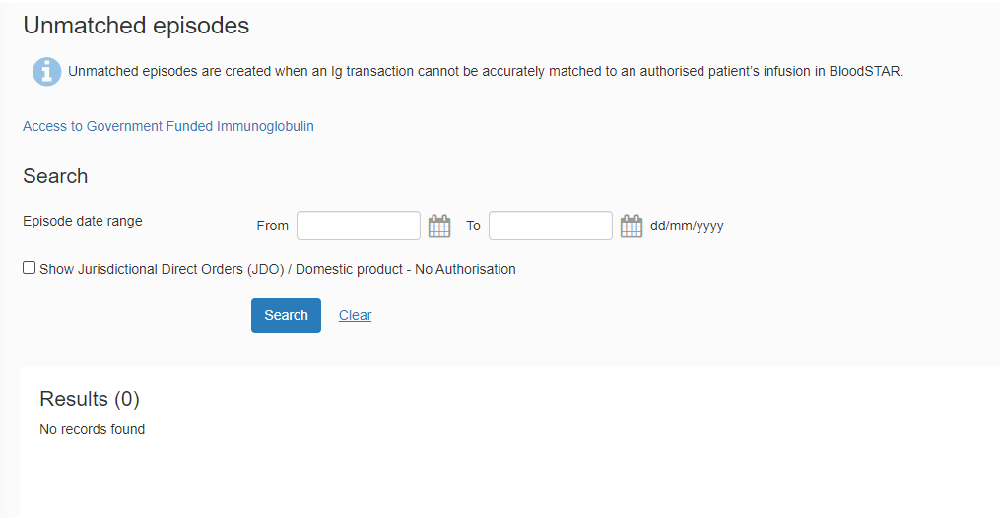 Unmatched episodes
Unmatched episodes are created when an Ig transaction cannot be accurately matched to an authorised patient's infusion in BloodSTAR.
Access to Government Funded Immunoglobulin
Search
Episode date range
From To dd/mm/yyyy
Show Jurisdictional Direct Orders (JDO) / Domestic product - No Authorisation
Search Clear
Results (0)
No records found